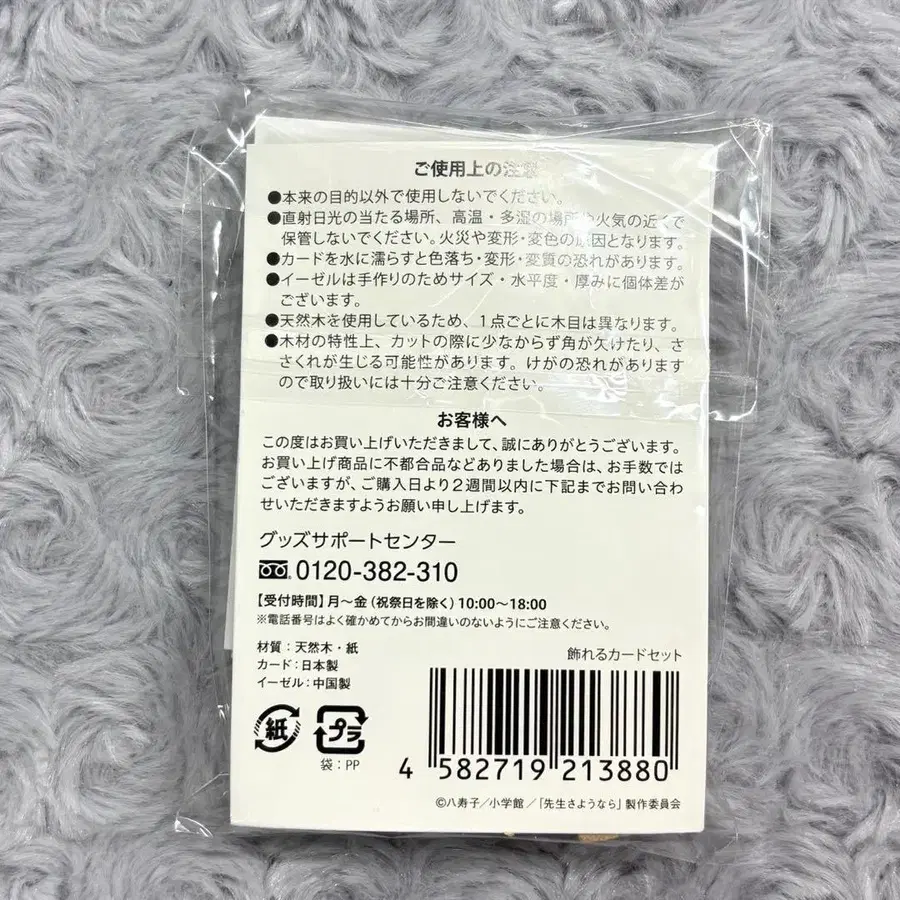 ご使用上の注意
●本来の目的以外で使用しないでください。
●直射日光の当たる場所、高温・多湿の場所や火気の近くで
保管しないでください。火災や変形・変色の原因となります。
●カードを水に濡らすと色落ち・変形・変質の恐れがあります。
●イーゼルは手作りのためサイズ・水平度・厚みに個体差が
ございます。
●天然木を使用しているため、1点ごとに木目は異なります。
●木材の特性上、カットの際に少なからず角が欠けたり、さ
さくれが生じる可能性があります。けがの恐れがあります
ので取り扱いには十分ご注意ください。
お客様へ
この度はお買い上げいただきまして、誠にありがとうございます。
お買い上げ商品に不都合品などありました場合は、お手数では
ございますが、ご購入日より2週間以内に下記までお問い合わ
せいただきますようお願い申し上げます。
グッズサポートセンター
0120-382-310
【受付時間】月〜金（祝祭日を除く）10:00〜18:00
※電話番号はよく確かめてからお間違いのないようにご注意ください。
材質：天然木・紙
カード：日本製
イーゼル：中国製
飾れるカードセット
紙
プラ
袋：PP
4 582719 213880
©八寿子／小学館／「先生さようなら」製作委員会